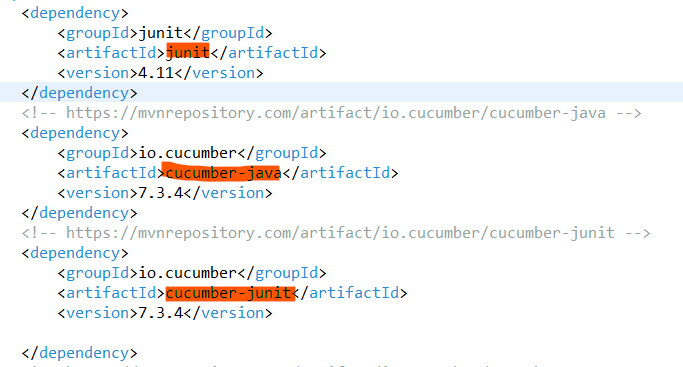 <dependency>
<groupId>junit</groupId>
<artifactId>junit</artifactId>
<version>4.11</version>
</dependency>
<!-- https://mvnrepository.com/artifact/io.cucumber/cucumber-java -->
<dependency>
<groupId>io.cucumber</groupId>
<artifactId>cucumber-java</artifactId>
<version>7.3.4</version>
</dependency>
<!-- https://mvnrepository.com/artifact/io.cucumber/cucumber-junit -->
<dependency>
<groupId>io.cucumber</groupId>
<artifactId>cucumber-junit</artifactId>
<version>7.3.4</version>
</dependency>